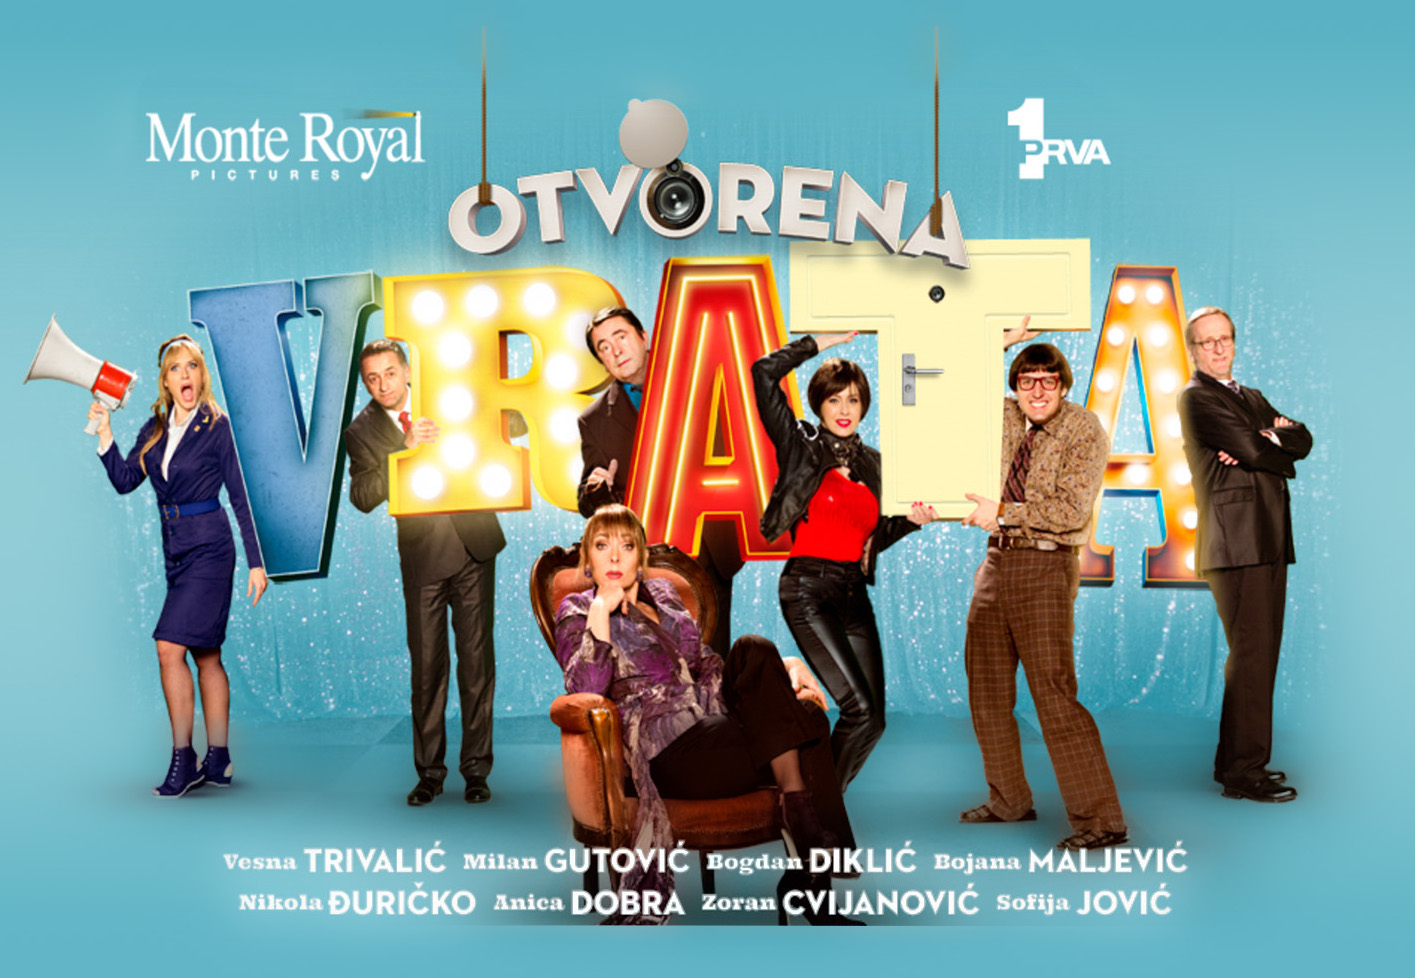 Monte Royal
PICTURES
1
PRVA
OTVORENA
VRATA
Vesna TRIVALIĆ Milan GUTOVIĆ Bogdan DIKLIĆ Bojana MALJEVIĆ
Nikola ĐURIČKO Anica DOBRA Zoran CVIJANOVIĆ Sofija JOVIĆ